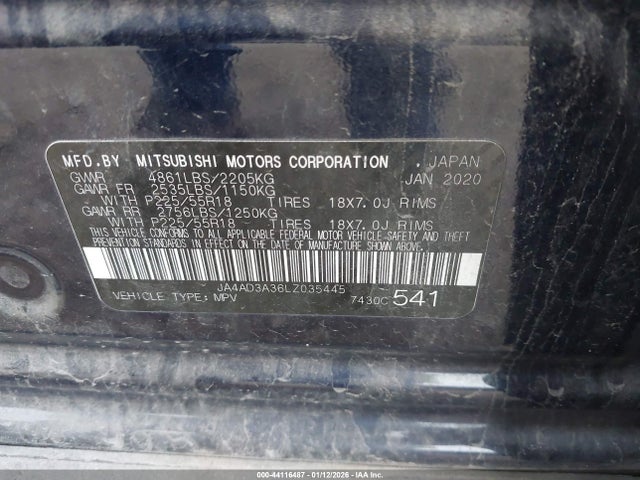 MFD.BY MITSUBISHI MOTORS CORPORATION . JAPAN
GVWR 4861LBS/2205KG JAN 2020
GAWR FR 2535LBS/1150KG
WITH P225/55R18 TIRES 18X7.0J RIMS
GAWR RR 2756LBS/1250KG
WITH P225/55R18 TIRES 18X7.0J RIMS
THIS VEHICLE CONFORMS TO ALL APPLICABLE FEDERAL MOTOR VEHICLE SAFETY AND THEFT
PREVENTION STANDARDS IN EFFECT ON THE DATE OF MANUFACTURE SHOWN ABOVE.
JA4AD3A36LZ035445
VEHICLE TYPE: MPV 7430C 541
000-44116487 - 01/12/2026 - IAAI.COM